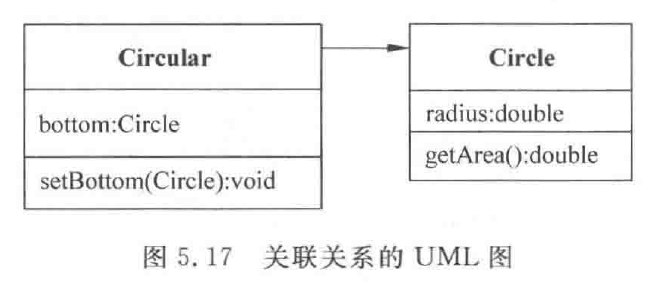 Circular
bottom:Circle
setBottom(Circle):void
Circle
radius:double
getArea():double
图 5.17 关联关系的 UML 图